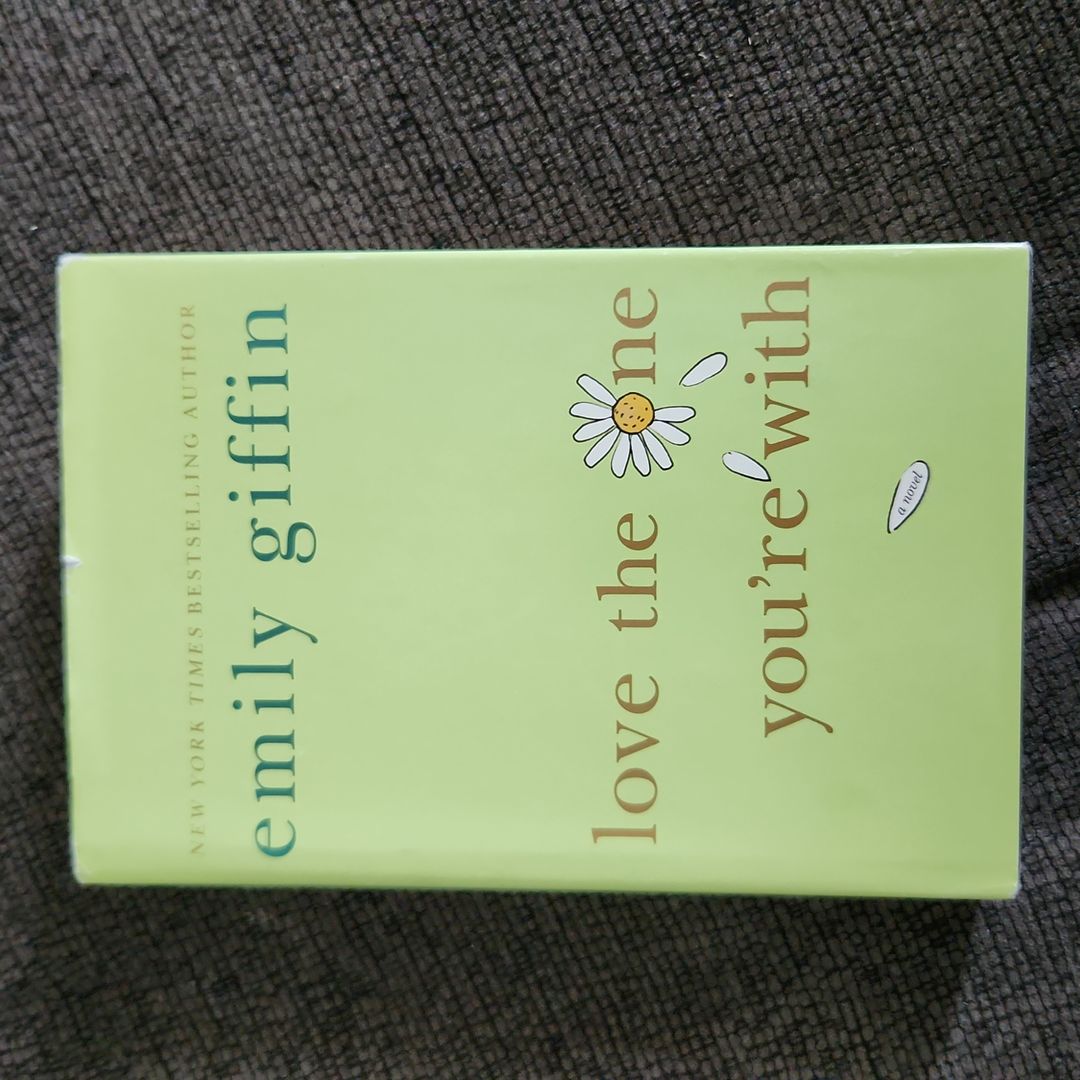 NEW YORK TIMES BESTSELLING AUTHOR
emily giffin
love the one
you're with
a novel